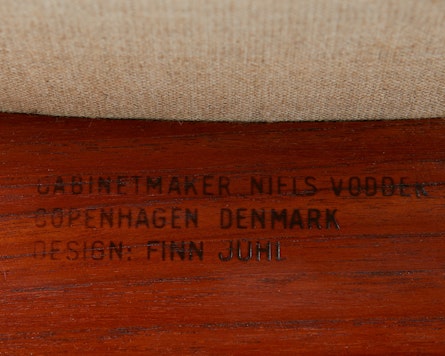 CABINETMAKER NIELS VODDER
COPENHAGEN DENMARK
DESIGN: FINN JUHL